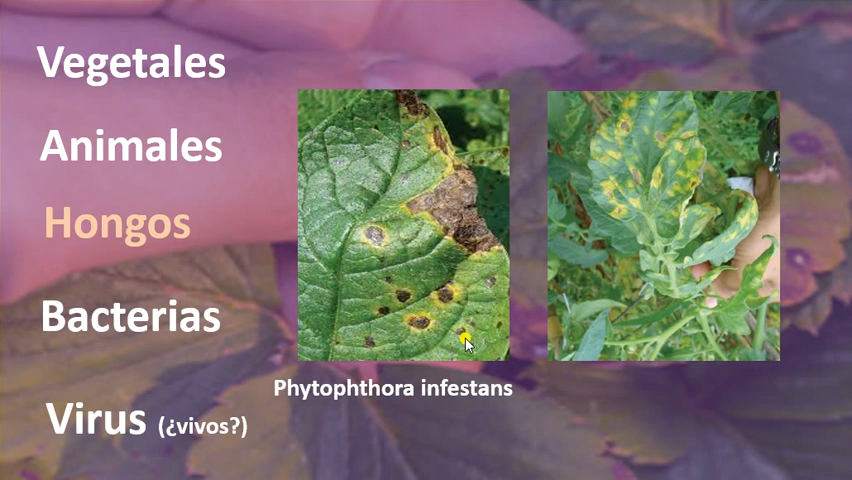 Vegetales
Animales
Hongos
Bacterias
Phytophthora infestans
Virus (¿vivos?)